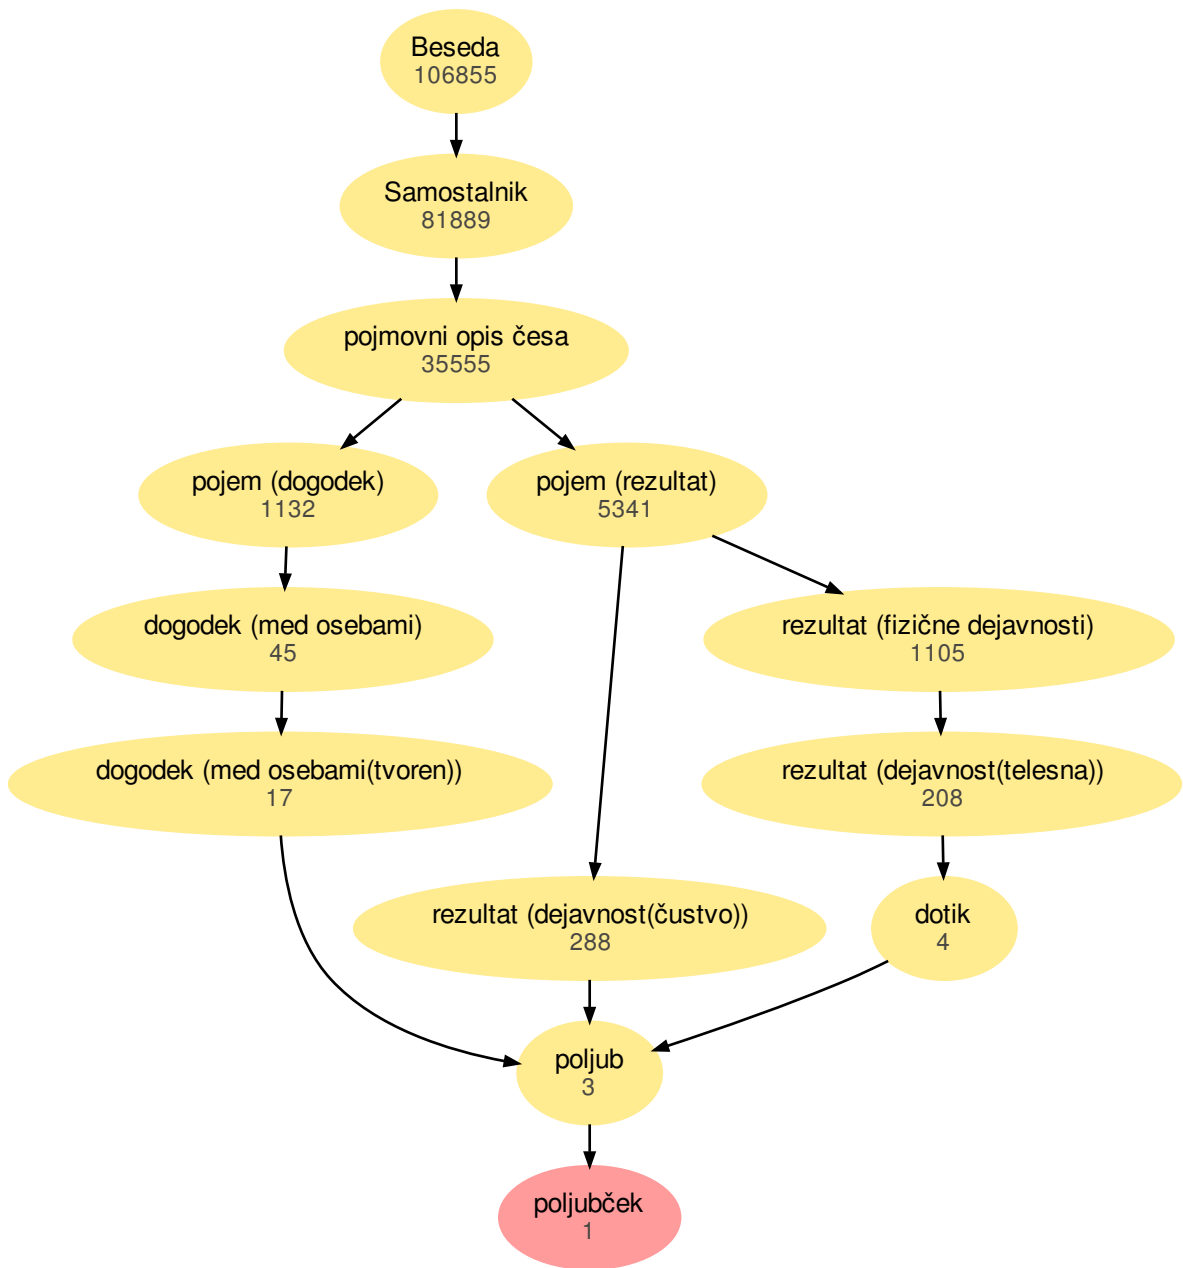 Beseda
106855
Samostalnik
81889
pojmovni opis česa
35555
pojem (dogodek)
1132
pojem (rezultat)
5341
dogodek (med osebami)
45
rezultat (fizične dejavnosti)
1105
dogodek (med osebami(tvoren))
17
rezultat (dejavnost(telesna))
208
rezultat (dejavnost(čustvo))
288
dotik
4
poljub
3
poljubček
1